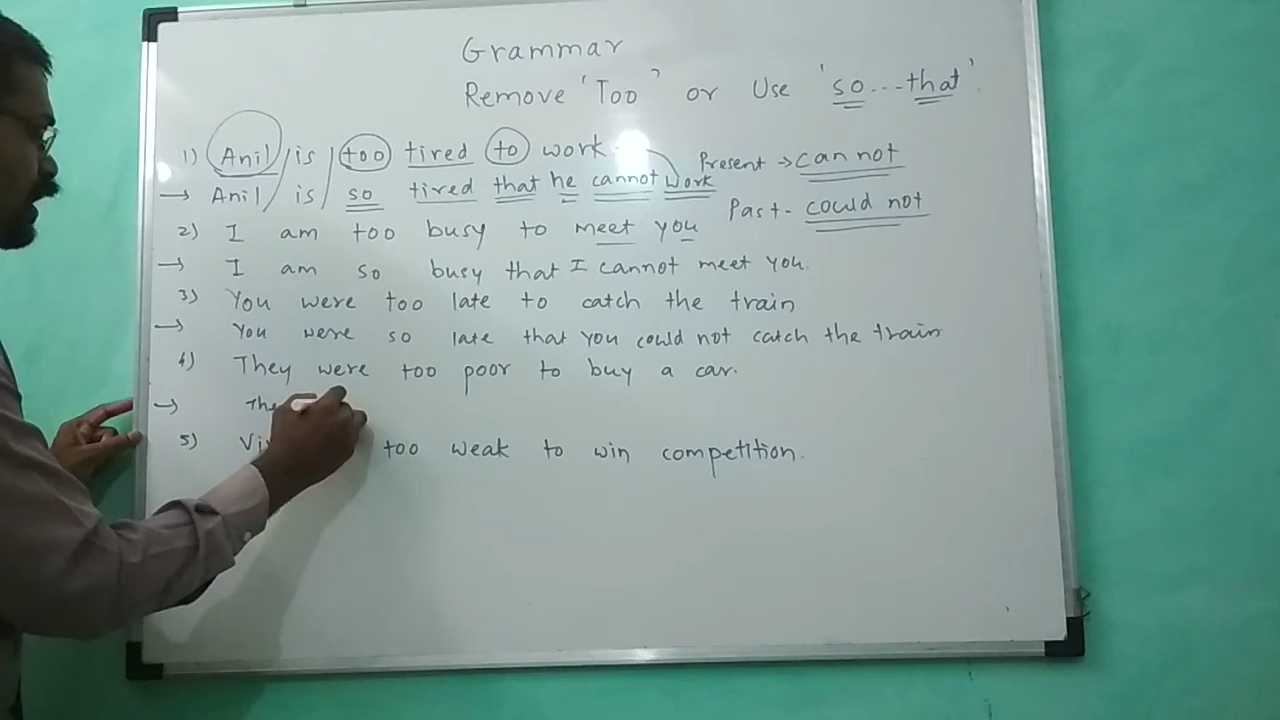 Grammar
Remove 'Too' or Use 'so...that'.
1) Anil / is / too tired to work.
Present → can not
→ Anil / is / so tired that he cannot work
Past - could not
2) I am too busy to meet you
→ I am so busy that I cannot meet you.
3) You were too late to catch the train
→ You were so late that you could not catch the train
4) They were too poor to buy a car.
→ The
5) too weak to win competition.